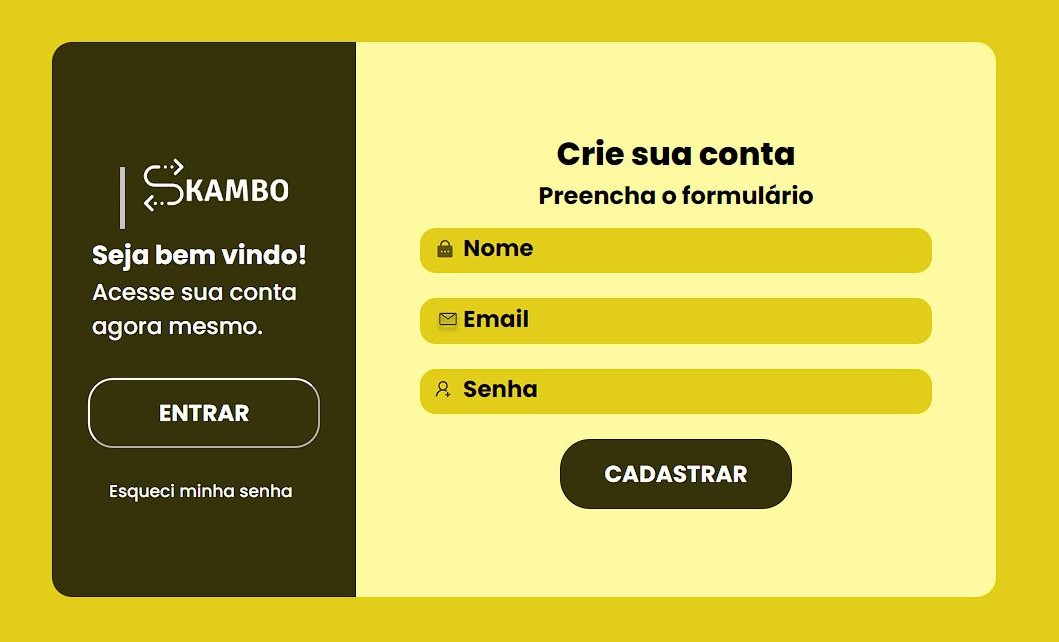 SKAMBO
Seja bem vindo!
Acesse sua conta
agora mesmo.
ENTRAR
Esqueci minha senha
Crie sua conta
Preencha o formulário
Nome
Email
Senha
CADASTRAR